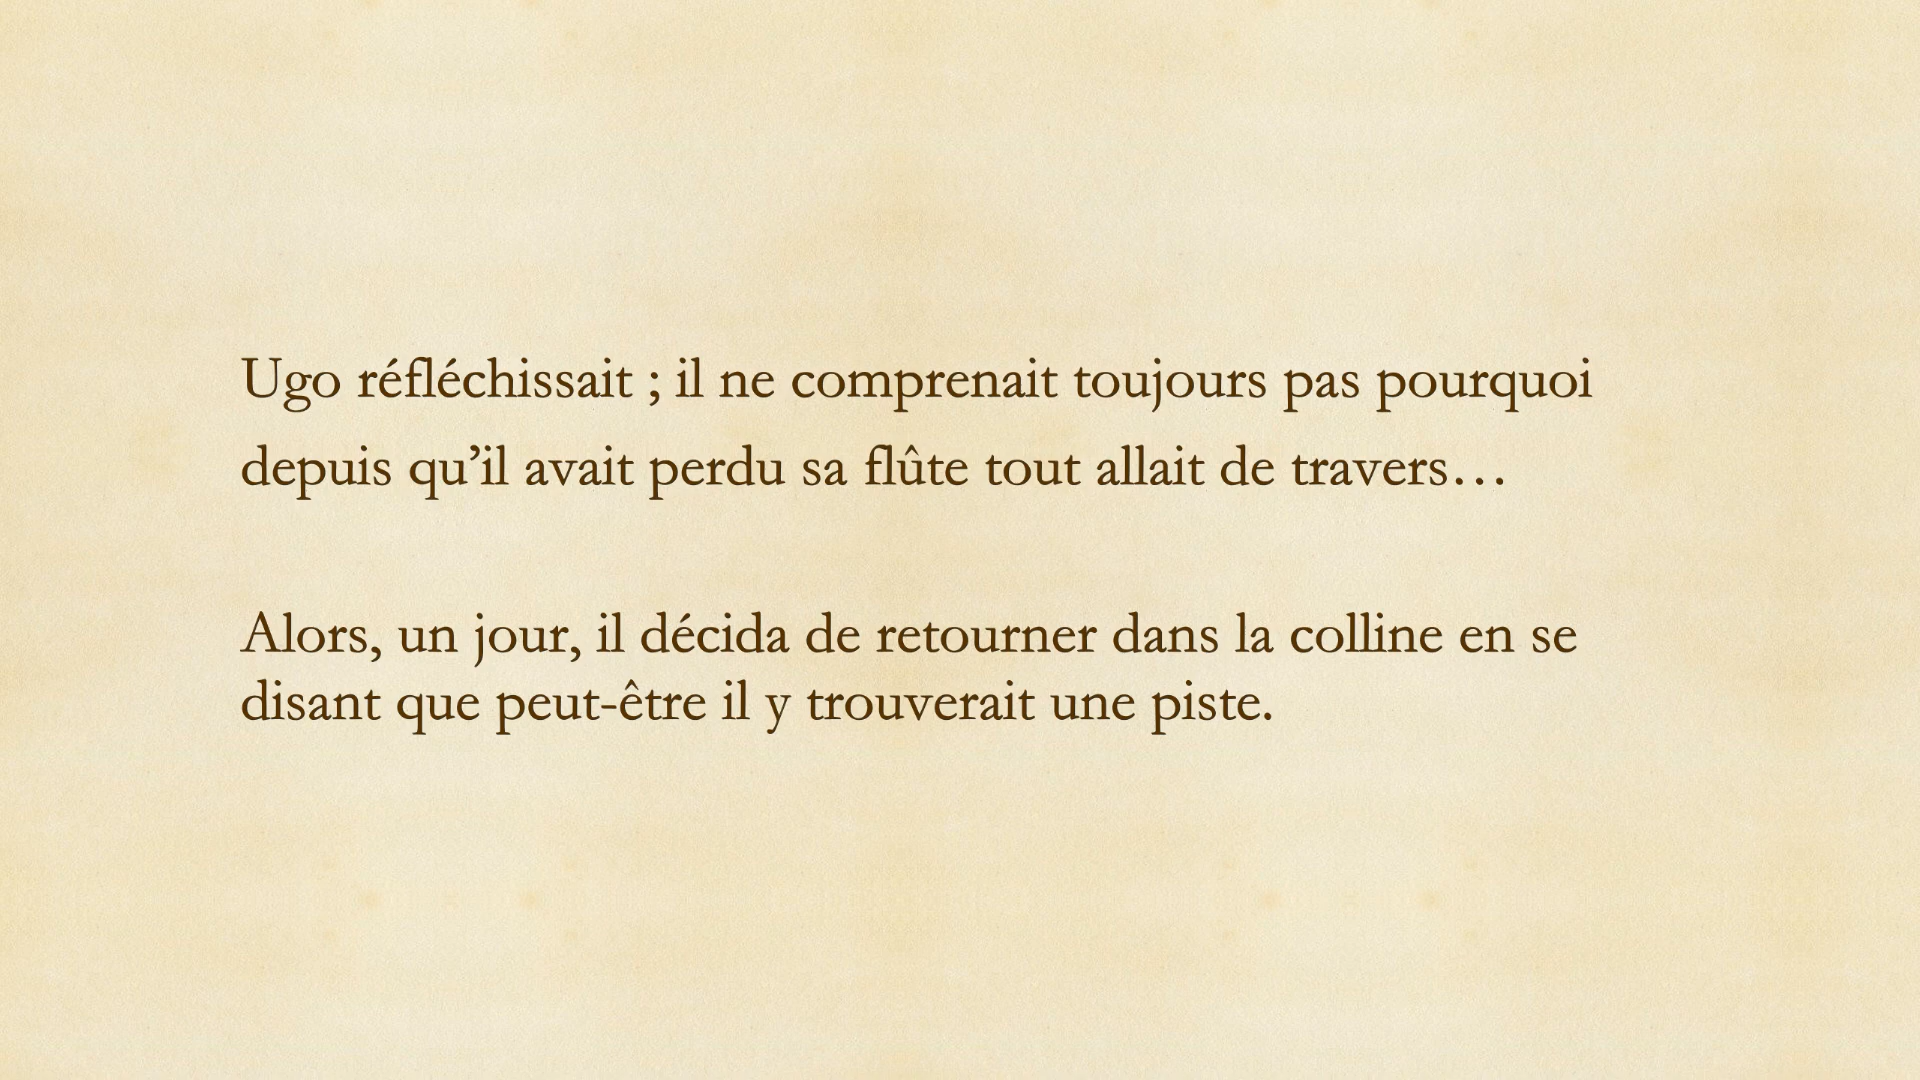 Ugo réfléchissait ; il ne comprenait toujours pas pourquoi
depuis qu’il avait perdu sa flûte tout allait de travers…
Alors, un jour, il décida de retourner dans la colline en se
disant que peut-être il y trouverait une piste.